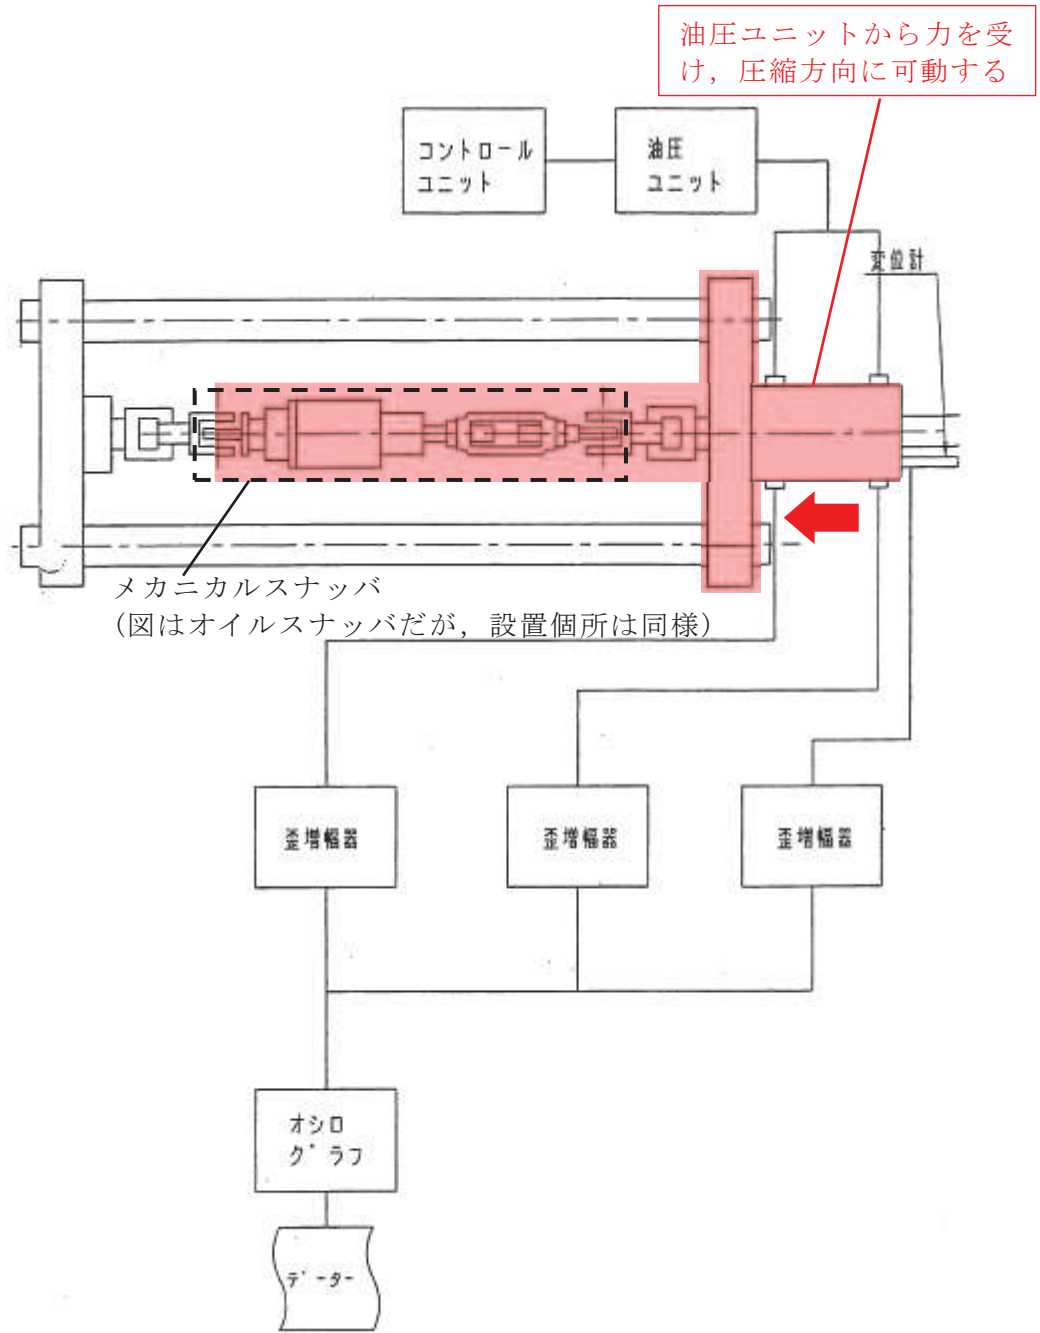 油圧ユニットから力を受
け，圧縮方向に可動する
コントロール
ユニット
油圧
ユニット
変位計
メカニカルスナッバ
（図はオイルスナッバだが，設置個所は同様）
歪増幅器
歪増幅器
歪増幅器
オシロ
グラフ
データー